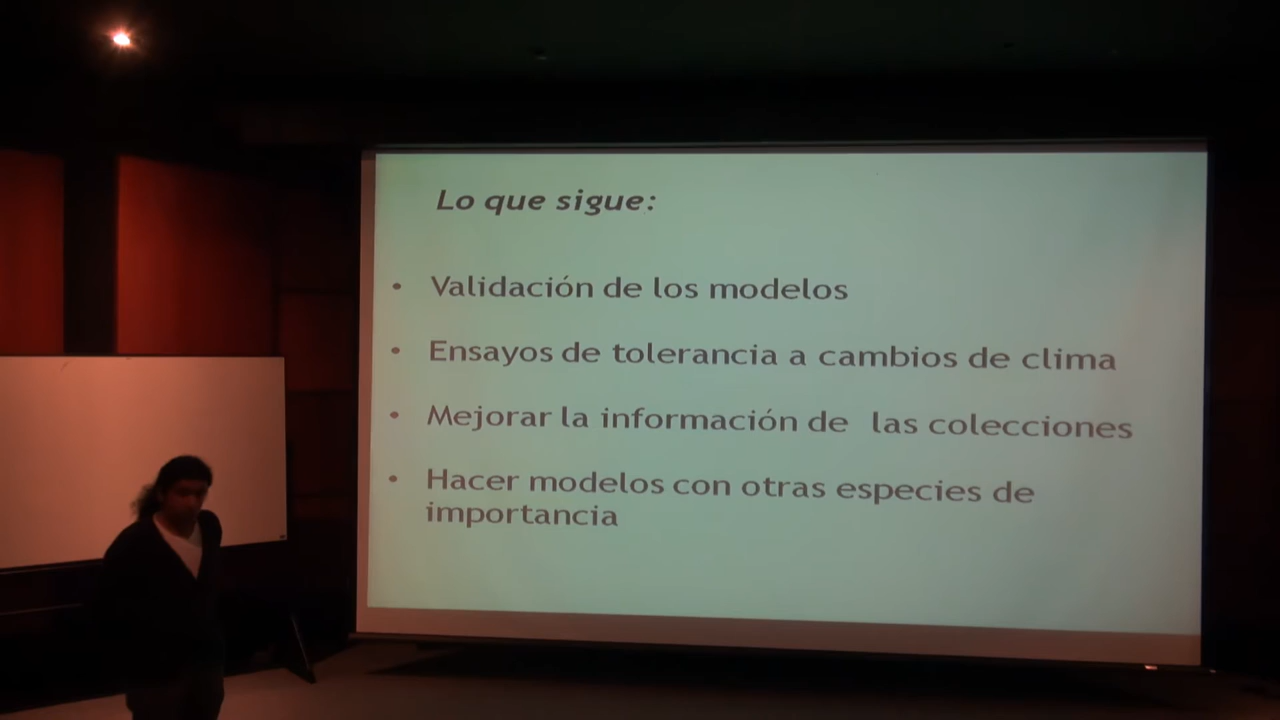 Lo que sigue:
• Validación de los modelos
• Ensayos de tolerancia a cambios de clima
• Mejorar la información de las colecciones
• Hacer modelos con otras especies de
importancia